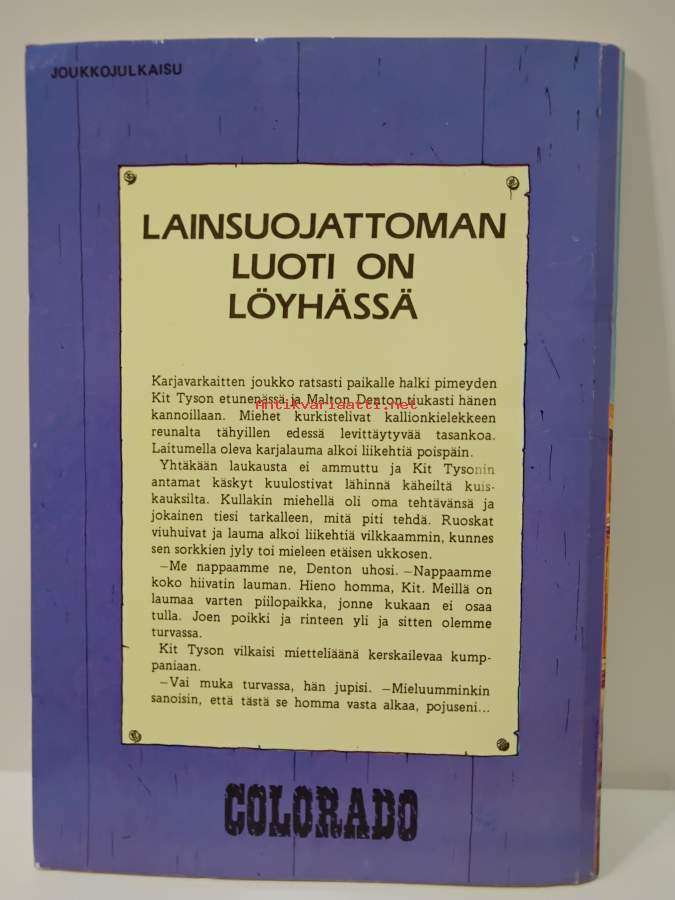 JOUKKOJULKAISU
LAINSUOJATTOMAN
LUOTI ON
LÖYHÄSSÄ
Karjavarkaitten joukko ratsasti paikalle halki pimeyden
Kit Tyson etunenässä ja Malton Denton tiukasti hänen
Antikvariaatti.net
kannoillaan. Miehet kurkistelivat kallionkielekkeen
reunalta tähyillen edessä levittäytyvää tasankoa.
Laitumella oleva karjalauma alkoi liikehtiä poispäin.
Yhtäkään laukausta ei ammuttu ja Kit Tysonin
antamat käskyt kuulostivat lähinnä käheiltä kuis-
kauksilta. Kullakin miehellä oli oma tehtävänsä ja
jokainen tiesi tarkalleen, mitä piti tehdä. Ruoskat
viuhuivat ja lauma alkoi liikehtiä vilkkaammin, kunnes
sen sorkkien jyly toi mieleen etäisen ukkosen.
—Me nappaamme ne, Denton uhosi. —Nappaamme
koko hiivatin lauman. Hieno homma, Kit. Meillä on
laumaa varten piilopaikka, jonne kukaan ei osaa
tulla. Joen poikki ja rinteen yli ja sitten olemme
turvassa.
Kit Tyson vilkaisi mietteliäänä kerskailevaa kump-
paniaan.
—Vai muka turvassa, hän jupisi. —Mieluumminkin
sanoisin, että tästä se homma vasta alkaa, pojuseni...
COLORADO